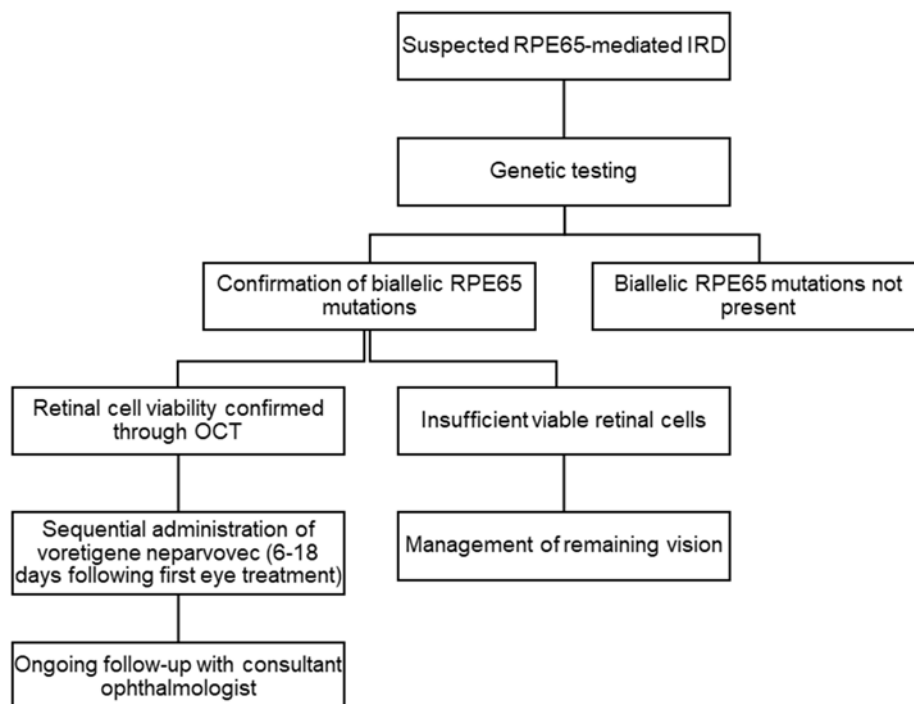 Suspected RPE65-mediated IRD
Genetic testing
Confirmation of biallelic RPE65
mutations
Biallelic RPE65 mutations not
present
Retinal cell viability confirmed
through OCT
Insufficient viable retinal cells
Sequential administration of
voretigene neparvovec (6-18
days following first eye treatment)
Management of remaining vision
Ongoing follow-up with consultant
ophthalmologist